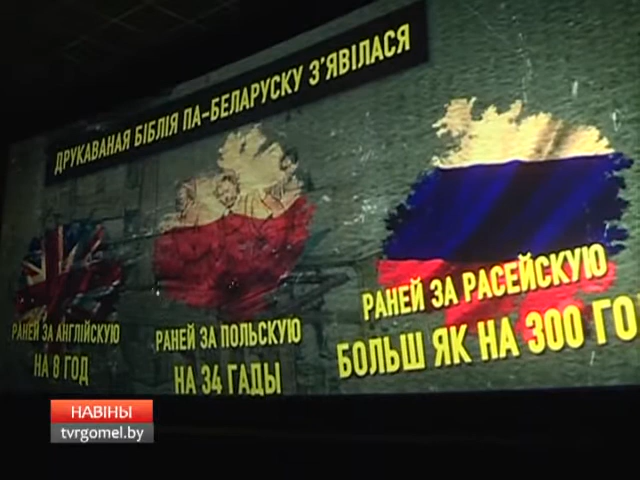 ДРУКАВАНАЯ БІБЛІЯ ПА-БЕЛАРУСКУ З'ЯВІЛАСЯ
РАНЕЙ ЗА АНГЛІЙСКУЮ
НА 8 ГОД
РАНЕЙ ЗА ПОЛЬСКУЮ
НА 34 ГАДЫ
РАНЕЙ ЗА РАСЕЙСКУЮ
БОЛЬШ ЯК НА 300 ГО
НАВІНЫ
tvrgomel.by